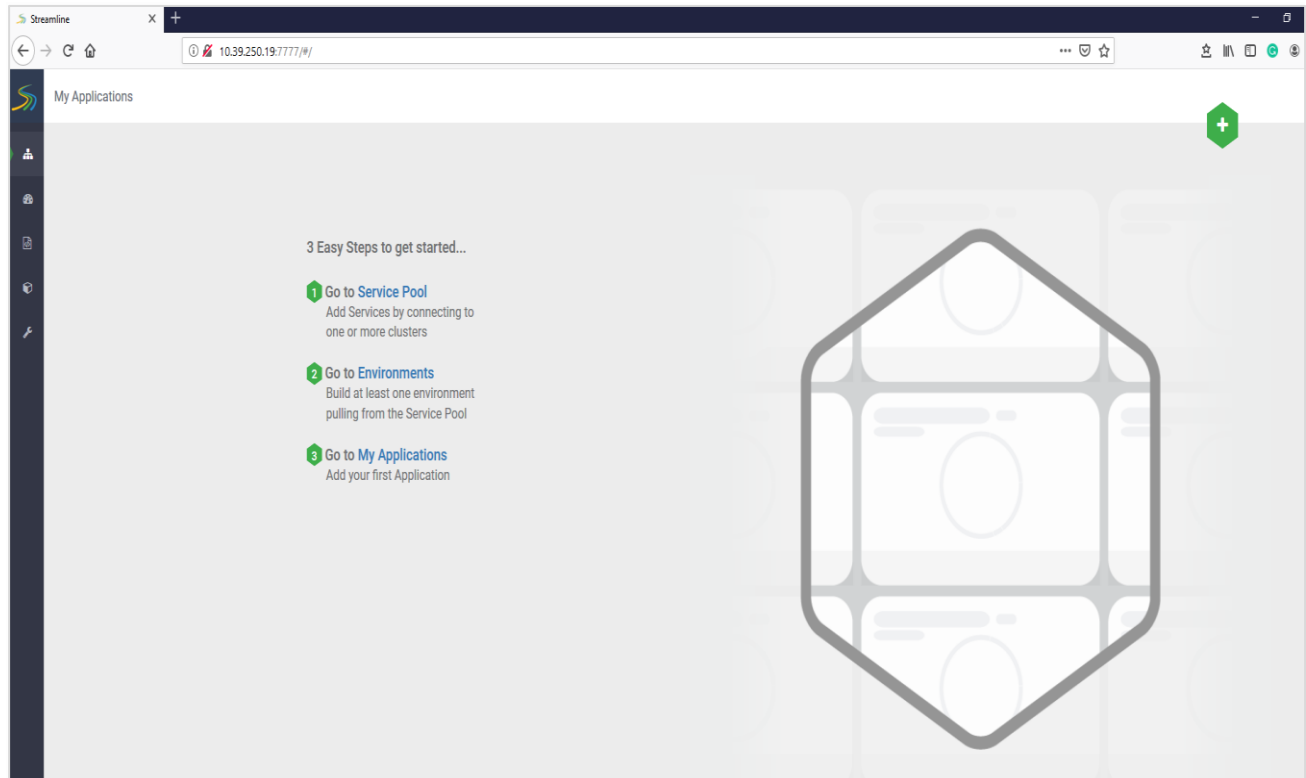 Streamline
X
+
10.39.250.19:7777/#/
My Applications
+
3 Easy Steps to get started...
1 Go to Service Pool
Add Services by connecting to
one or more clusters
2 Go to Environments
Build at least one environment
pulling from the Service Pool
3 Go to My Applications
Add your first Application